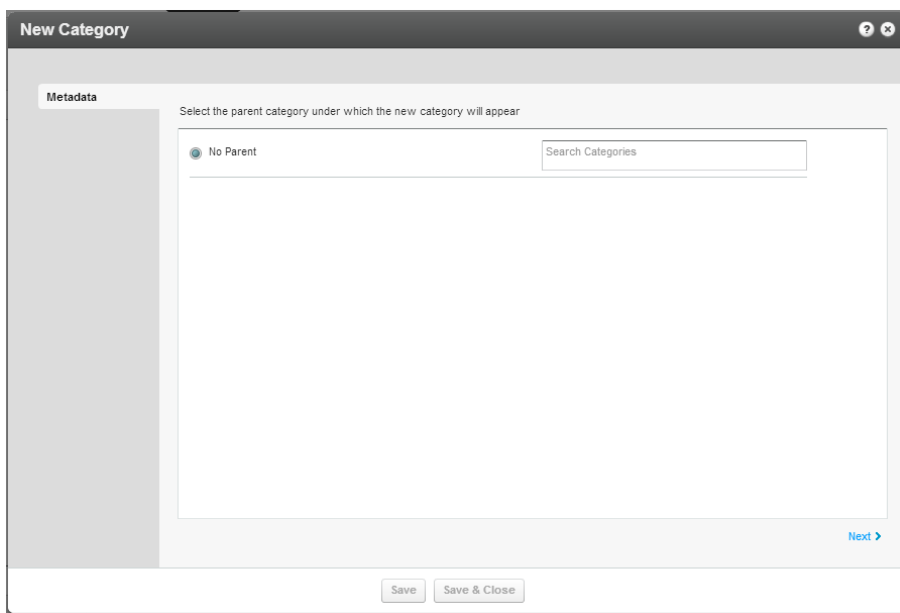 New Category
Metadata
Select the parent category under which the new category will appear
No Parent
Search Categories
Next
Save
Save & Close